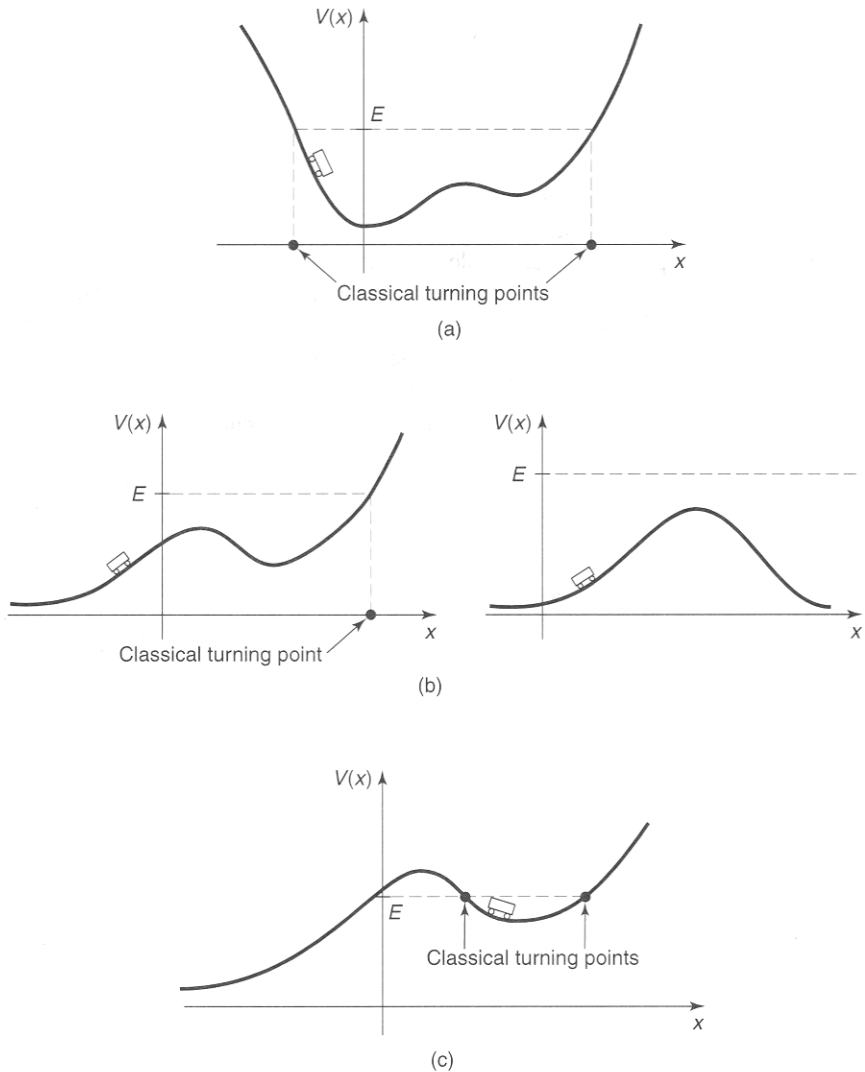 V(x)
E
x
Classical turning points
(a)
V(x)
E
x
Classical turning point
V(x)
E
x
(b)
V(x)
E
x
Classical turning points
(c)